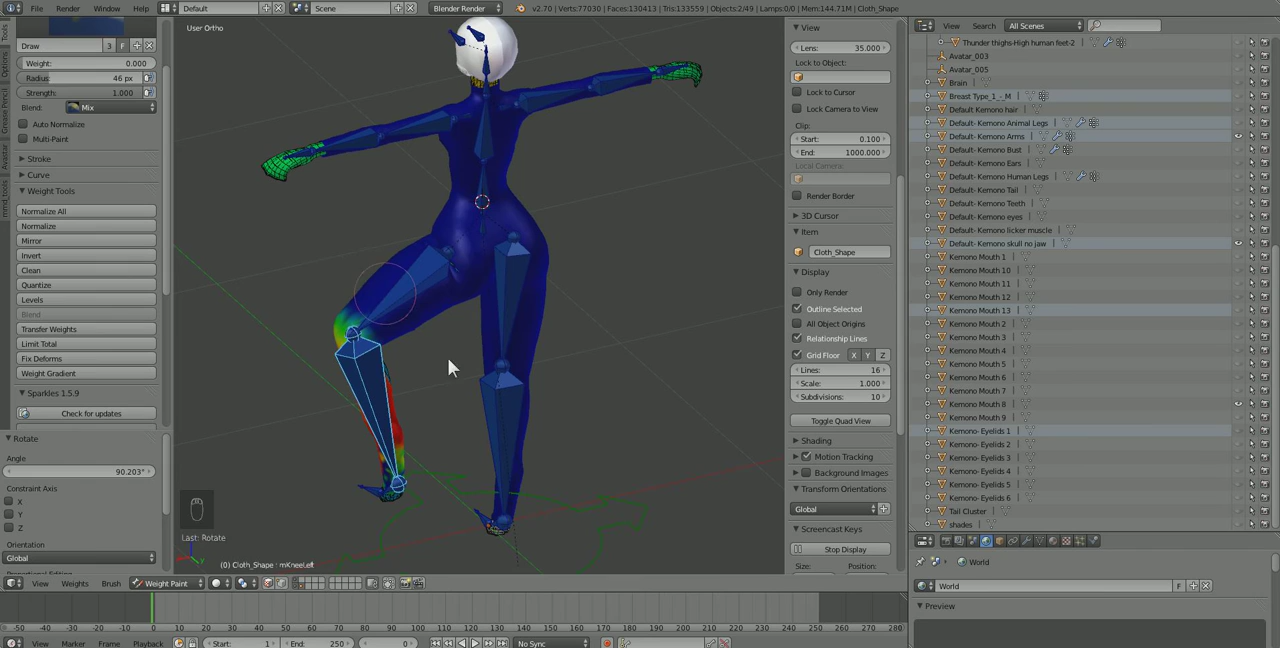 File Render Window Help Default Scene Blender Render v2.70 | Verts:77030 | Faces:130413 | Tris:133559 | Objects:2/49 | Lamps:0/0 | Mem:144.71M | Cloth_Shape
Tools
Options
Grease Pencil
Avastar
mmd_tools
Draw 3 F
Weight: 0.000
Radius: 46 px
Strength: 1.000
Blend: Mix
Auto Normalize
Multi-Paint
Stroke
Curve
Weight Tools
Normalize All
Normalize
Mirror
Invert
Clean
Quantize
Levels
Blend
Transfer Weights
Limit Total
Fix Deforms
Weight Gradient
Sparkles 1.5.9
Check for updates
Rotate
Angle
90.203°
Constraint Axis
X
Y
Z
Orientation
Global
Proportional Editing
User Ortho
Last: Rotate
(0) Cloth_Shape : mKneeLeft
View Weights Brush Weight Paint
View
Lens: 35.000
Lock to Object:
Lock to Cursor
Lock Camera to View
Clip:
Start: 0.100
End: 1000.000
Local Camera:
Render Border
3D Cursor
Item
Cloth_Shape
Display
Only Render
Outline Selected
All Object Origins
Relationship Lines
Grid Floor X Y Z
Lines: 16
Scale: 1.000
Subdivisions: 10
Toggle Quad View
Shading
Motion Tracking
Background Images
Transform Orientations
Global
Screencast Keys
Stop Display
Size: Position:
View Search All Scenes
Thunder thighs-High human feet-2
Avatar_003
Avatar_005
Brain
Breast Type_1_-_M
Default Kemono hair
Default- Kemono Animal Legs
Default- Kemono Arms
Default- Kemono Bust
Default- Kemono Ears
Default- Kemono Human Legs
Default- Kemono Tail
Default- Kemono Teeth
Default- Kemono eyes
Default- Kemono licker muscle
Default- Kemono skull no jaw
Kemono Mouth 1
Kemono Mouth 10
Kemono Mouth 11
Kemono Mouth 12
Kemono Mouth 13
Kemono Mouth 2
Kemono Mouth 3
Kemono Mouth 4
Kemono Mouth 5
Kemono Mouth 6
Kemono Mouth 7
Kemono Mouth 8
Kemono Mouth 9
Kemono- Eyelids 1
Kemono- Eyelids 2
Kemono- Eyelids 3
Kemono- Eyelids 4
Kemono- Eyelids 5
Kemono- Eyelids 6
Tail Cluster
shades
World
World F
Preview
-50 -40 -30 -20 -10 0 10 20 30 40 50 60 70 80 90 100 110 120 130 140 150 160 170 180 190 200 210 220 230 240 250 260 270 280
View Marker Frame Playback Start: 1 End: 250 0 No Sync